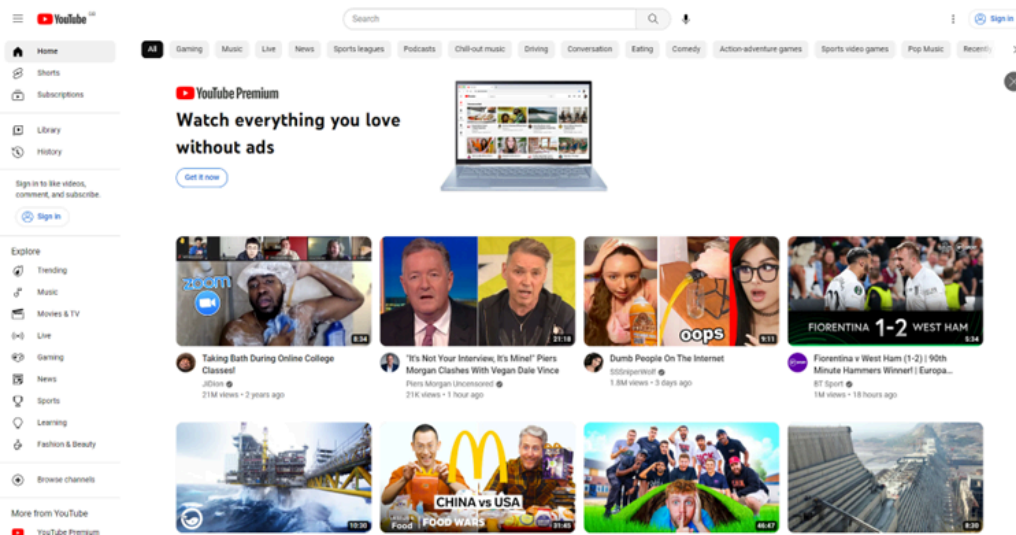 YouTube GB
Search
Sign in
Home
Shorts
Subscriptions
Library
History
Sign in to like videos,
comment, and subscribe.
Sign in
Explore
Trending
Music
Movies & TV
Live
Gaming
News
Sports
Learning
Fashion & Beauty
Browse channels
More from YouTube
YouTube Premium
All Gaming Music Live News Sports leagues Podcasts Chill-out music Driving Conversation Eating Comedy Action-adventure games Sports video games Pop Music Recently
YouTube Premium
Watch everything you love
without ads
Get it now
zoom
8:34
21:18
oops
9:11
FIORENTINA 1-2 WEST HAM
5:34
Taking Bath During Online College
Classes!
JiDion
21M views • 2 years ago
"It's Not Your Interview, It's Mine!" Piers
Morgan Clashes With Vegan Dale Vince
Piers Morgan Uncensored
21K views • 1 hour ago
Dumb People On The Internet
SSSniperWolf
1.8M views • 3 days ago
Fiorentina v West Ham (1-2) | 90th
Minute Hammers Winner! | Europa...
BT Sport
1M views • 18 hours ago
10:30
CHINA vs USA
Food FOOD WARS
31:45
46:47
8:20